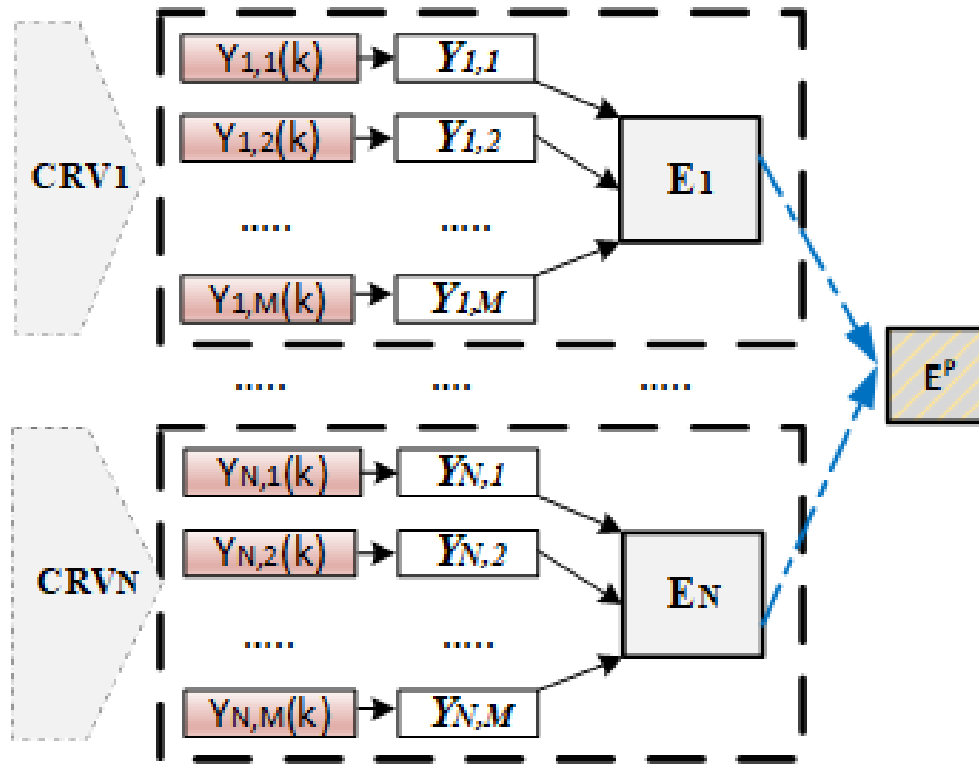 CRV1
Y1,1(k) Y1,1
Y1,2(k) Y1,2
E1
..... .....
Y1,M(k) Y1,M
..... .... .....
E^P
CRVN
YN,1(k) YN,1
YN,2(k) YN,2
EN
..... .....
YN,M(k) YN,M